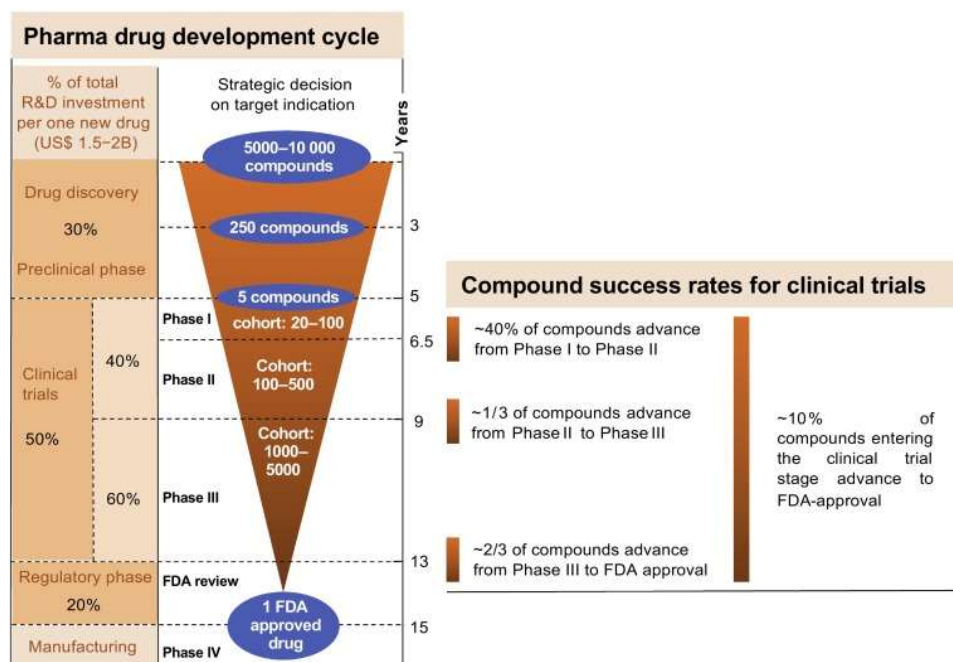 Pharma drug development cycle
% of total
R&D investment
per one new drug
(US$ 1.5–2B)
Strategic decision
on target indication
Years
5000–10 000
compounds
Drug discovery
30%
250 compounds
3
Preclinical phase
5 compounds
5
Phase I
cohort: 20–100
6.5
Clinical
trials
50%
40%
Phase II
Cohort:
100–500
9
60%
Phase III
Cohort:
1000–
5000
13
Regulatory phase
20%
FDA review
1 FDA
approved
drug
15
Manufacturing
Phase IV
Compound success rates for clinical trials
~40% of compounds advance
from Phase I to Phase II
~1/3 of compounds advance
from Phase II to Phase III
~2/3 of compounds advance
from Phase III to FDA approval
~10% of
compounds entering
the clinical trial
stage advance to
FDA-approval